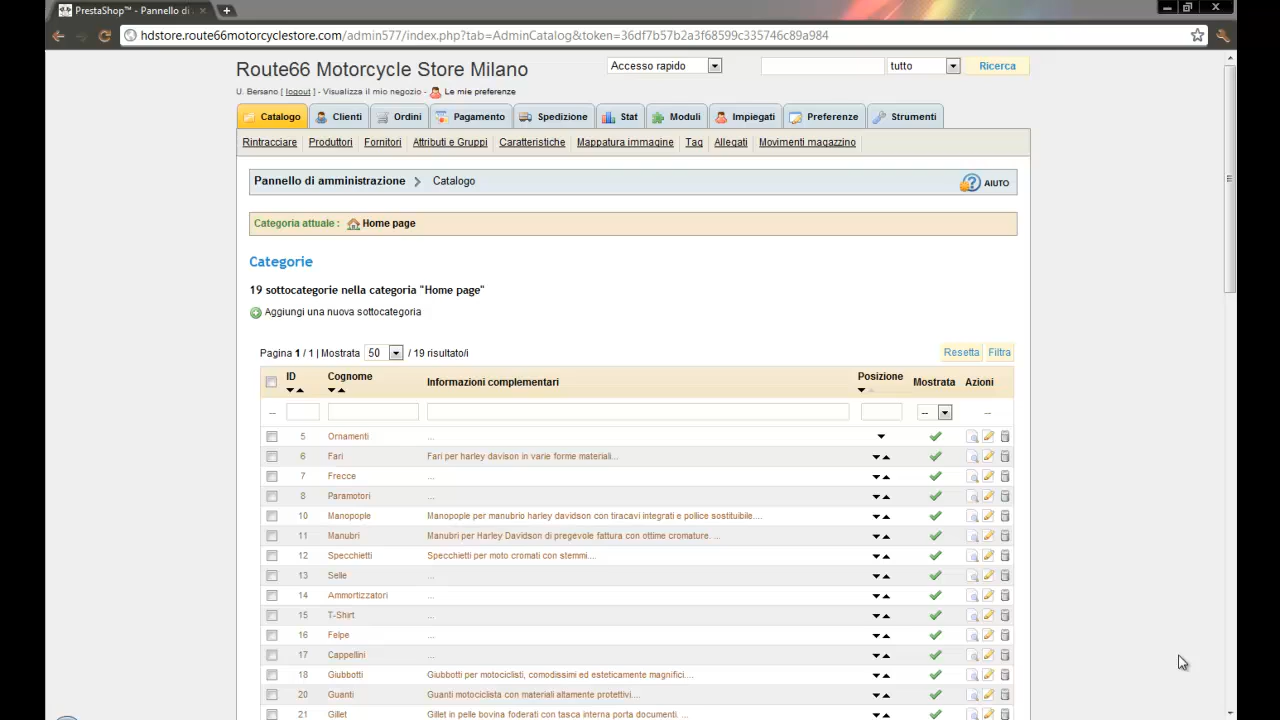 PrestaShop™ - Pannello di
hdstore.route66motorcyclestore.com/admin577/index.php?tab=AdminCatalog&token=36df7b57b2a3f68599c335746c89a984
Route66 Motorcycle Store Milano
Accesso rapido
tutto
Ricerca
U. Bersano [ logout ] - Visualizza il mio negozio - Le mie preferenze
Catalogo Clienti Ordini Pagamento Spedizione Stat Moduli Impiegati Preferenze Strumenti
Rintracciare Produttori Fornitori Attributi e Gruppi Caratteristiche Mappatura immagine Tag Allegati Movimenti magazzino
Pannello di amministrazione Catalogo AIUTO
Categoria attuale : Home page
Categorie
19 sottocategorie nella categoria "Home page"
Aggiungi una nuova sottocategoria
Pagina 1 / 1 | Mostrata 50 / 19 risultato/i Resetta Filtra
ID Cognome Informazioni complementari Posizione Mostrata Azioni
-- -- --
5 Ornamenti ...
6 Fari Fari per harley davison in varie forme materiali...
7 Frecce ...
8 Paramotori ...
10 Manopole Manopole per manubrio harley davidson con tiracavi integrati e pollice sostituibile....
11 Manubri Manubri per Harley Davidson di pregevole fattura con ottime cromature. ...
12 Specchietti Specchietti per moto cromati con stemmi....
13 Selle ...
14 Ammortizzatori ...
15 T-Shirt ...
16 Felpe ...
17 Cappellini ...
18 Giubbotti Giubbotti per motociclisti, comodissimi ed esteticamente magnifici....
20 Guanti Guanti motociclista con materiali altamente protettivi....
21 Gillet Gillet in pelle bovina foderati con tasca interna porta documenti. ...